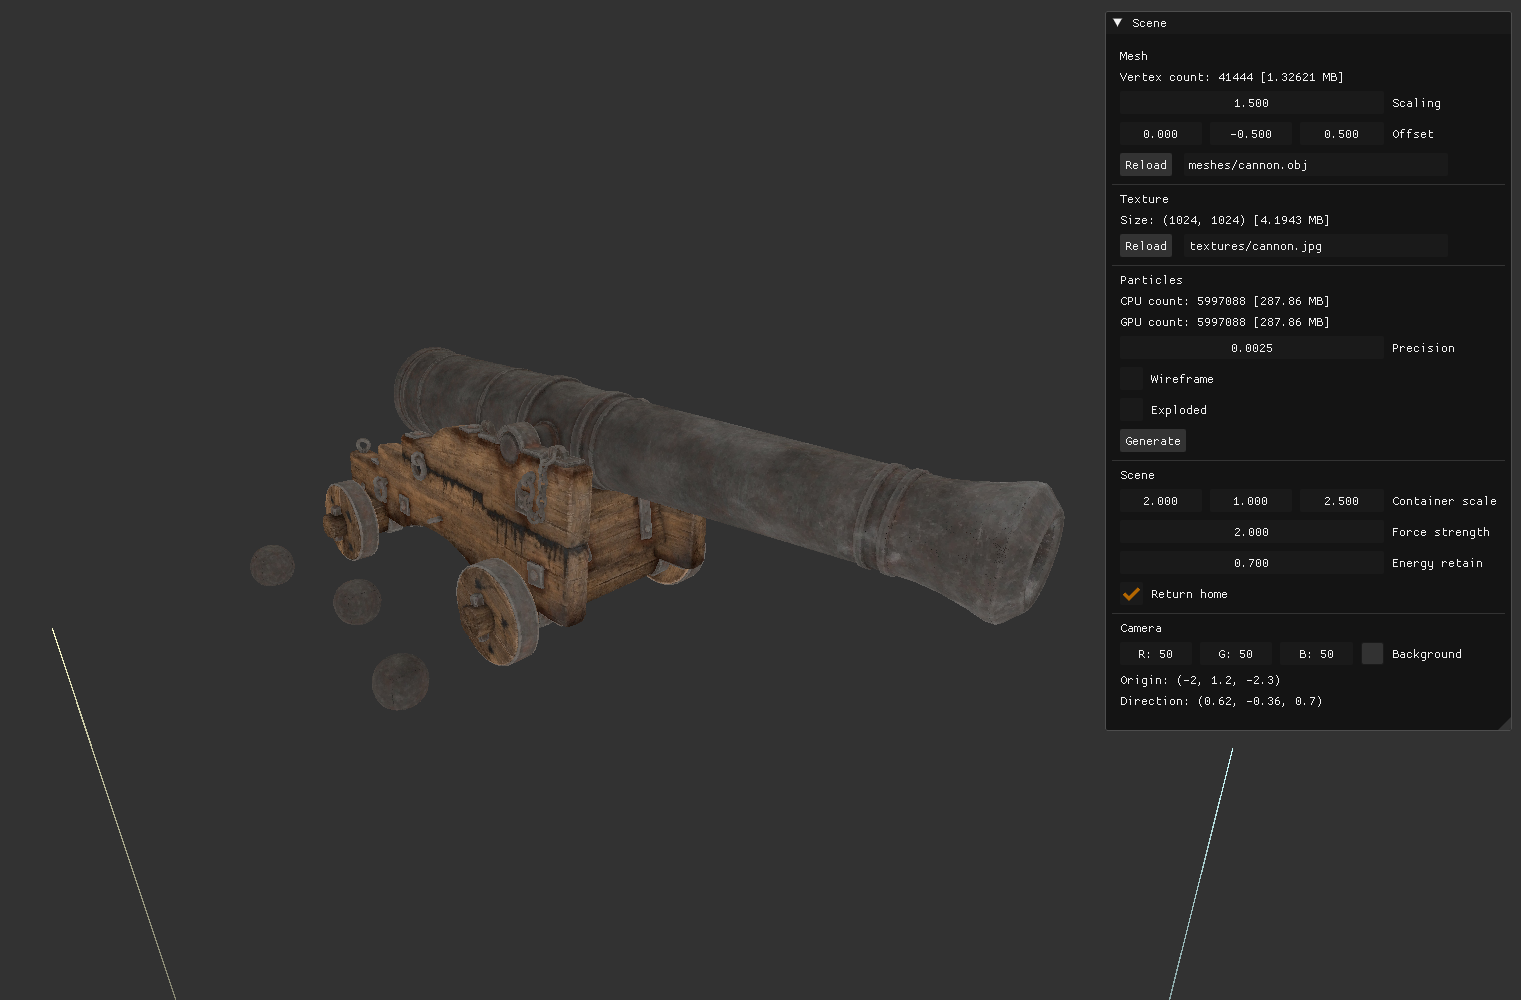 Scene
Mesh
Vertex count: 41444 [1.32621 MB]
1.500 Scaling
0.000 -0.500 0.500 Offset
Reload meshes/cannon.obj
Texture
Size: (1024, 1024) [4.1943 MB]
Reload textures/cannon.jpg
Particles
CPU count: 5997088 [287.86 MB]
GPU count: 5997088 [287.86 MB]
0.0025 Precision
Wireframe
Exploded
Generate
Scene
2.000 1.000 2.500 Container scale
2.000 Force strength
0.700 Energy retain
Return home
Camera
R: 50 G: 50 B: 50 Background
Origin: (-2, 1.2, -2.3)
Direction: (0.62, -0.36, 0.7)